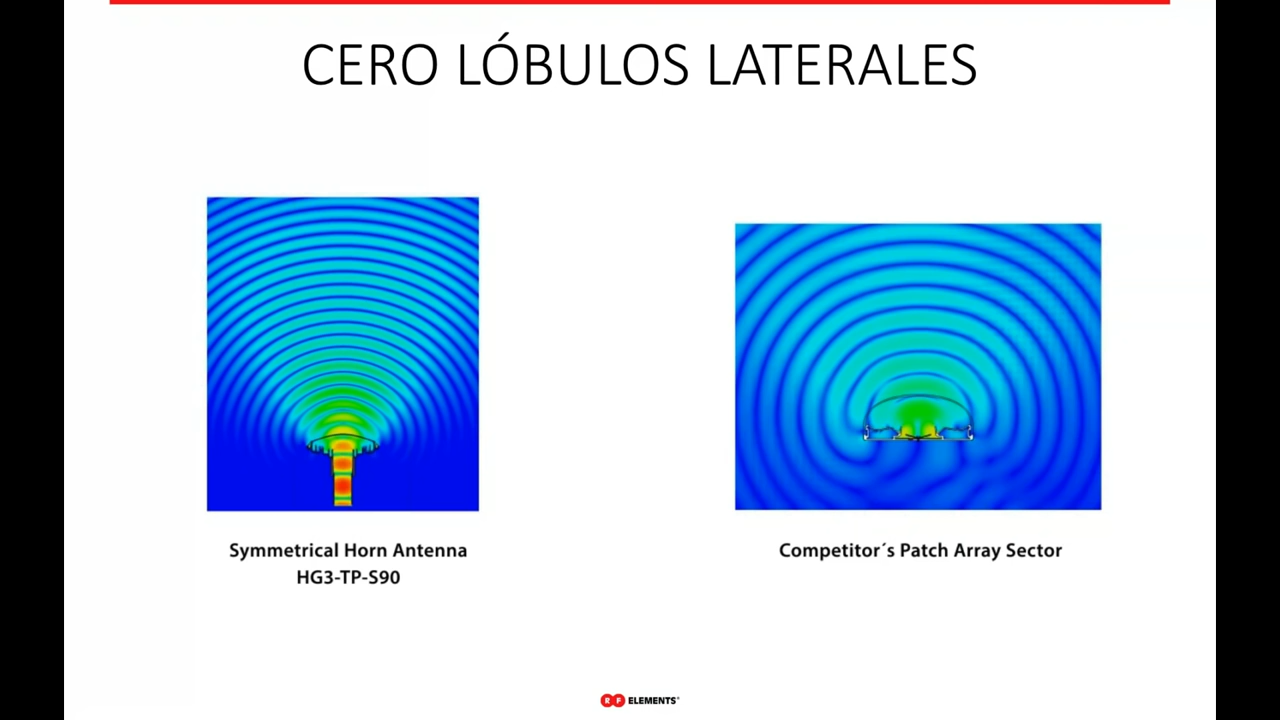 CERO LÓBULOS LATERALES
Symmetrical Horn Antenna
HG3-TP-S90
Competitor´s Patch Array Sector
RF ELEMENTS®